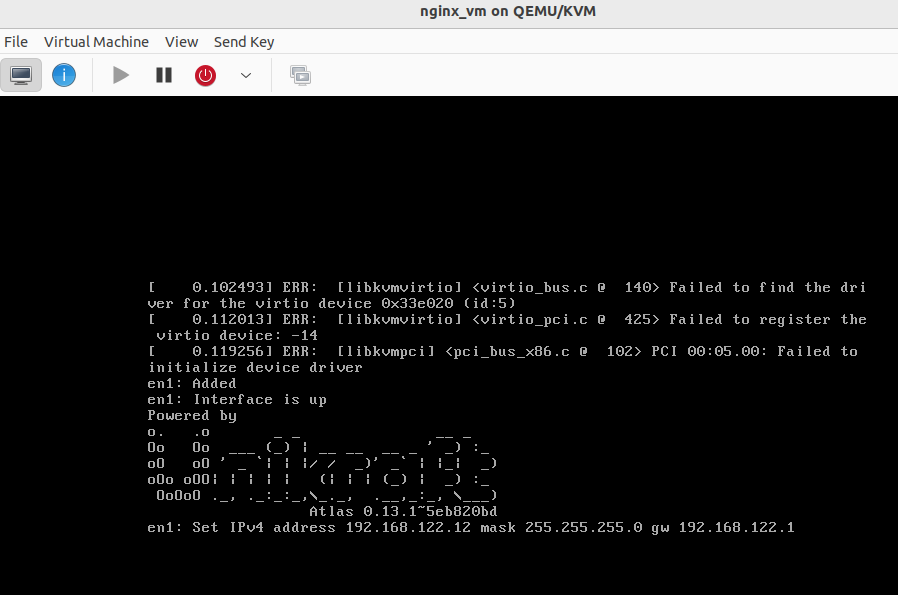 nginx_vm on QEMU/KVM
File Virtual Machine View Send Key
[    0.102493] ERR:  [libkvmvirtio] <virtio_bus.c @  140> Failed to find the dri
ver for the virtio device 0x33e020 (id:5)
[    0.112013] ERR:  [libkvmvirtio] <virtio_pci.c @  425> Failed to register the
 virtio device: -14
[    0.119256] ERR:  [libkvmpci] <pci_bus_x86.c @  102> PCI 00:05.00: Failed to
initialize device driver
en1: Added
en1: Interface is up
Powered by
o.   .o       _ _               __ _
Oo   Oo  ___ (_) | __ __  __ _ ' _) :_
oO   oO ' _ `| | |/ /  _)' _` | |_|  _)
oOo oOO| | | | |   (| | | (_) |  _) :_
 OoOoO ._, ._:_:_,\_._,  .__,_:_, \___)
                  Atlas 0.13.1~5eb820bd
en1: Set IPv4 address 192.168.122.12 mask 255.255.255.0 gw 192.168.122.1